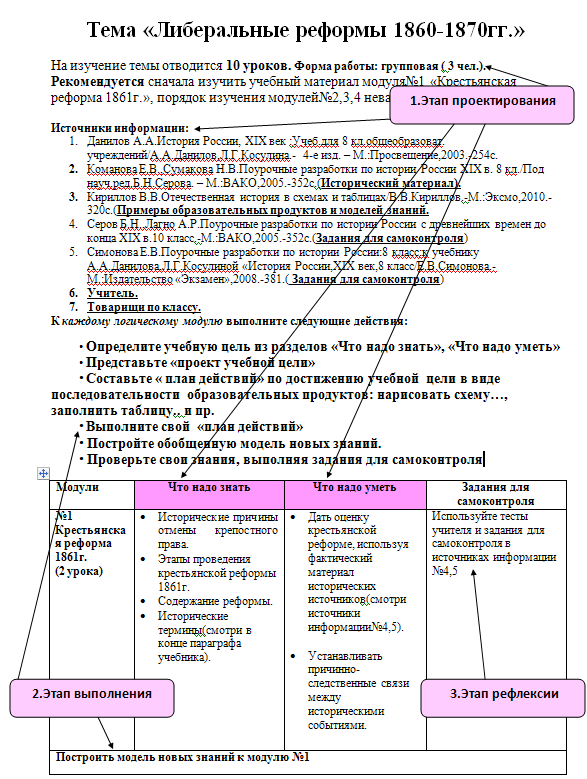 Тема «Либеральные реформы 1860-1870гг.»
На изучение темы отводится 10 уроков. Форма работы: групповая ( 3 чел.).
Рекомендуется сначала изучить учебный материал модуля№1 «Крестьянская
реформа 1861г.», порядок изучения модулей№2,3,4
1.Этап проектирования
Источники информации:
1. Данилов А.А.История России, XIX век :Учеб.для 8 кл.общеобразоват.
учреждений/А.А.Данилов,Л.Г.Косулина.- 4-е изд. – М.:Просвещение,2003.-254с.
2. Команова Е.В.,Сумакова Н.В.Поурочные разработки по истории России XIX в. 8 кл./Под
науч.ред.Б.Н.Серова. – М.:ВАКО,2005.-352с.(Исторический материал).
3. Кириллов В.В.Отечественная история в схемах и таблицах/В.В.Кириллов.-М.:Эксмо,2010.-
320с.(Примеры образовательных продуктов и моделей знаний.
4. Серов Б.Н.,Лагно А.Р.Поурочные разработки по истории России с древнейших времен до
конца XIX в.10 класс.-М.:ВАКО,2005.-352с.(Задания для самоконтроля)
5. Симонова Е.В.Поурочные разработки по истории России:8 класс:к учебнику
А.А.Данилова,Л.Г.Косулиной «История России,XIX век,8 класс/Е.В.Симонова.-
М.:Издательство «Экзамен»,2008.-381.( Задания для самоконтроля)
6. Учитель.
7. Товарищи по классу.
К каждому логическому модулю выполните следующие действия:
• Определите учебную цель из разделов «Что надо знать», «Что надо уметь»
• Представьте «проект учебной цели»
• Составьте « план действий» по достижению учебной цели в виде
последовательности образовательных продуктов: нарисовать схему…,
заполнить таблицу.. и пр.
• Выполните свой «план действий»
• Постройте обобщенную модель новых знаний.
• Проверьте свои знания, выполняя задания для самоконтроля
Модули
Что надо знать
Что надо уметь
Задания для
самоконтроля
№1
Крестьянска
я реформа
1861г.
(2 урока)
• Исторические причины
отмены крепостного
права.
• Этапы проведения
крестьянской реформы
1861г.
• Содержание реформы.
• Исторические
термины(смотри в
конце параграфа
учебника).
• Дать оценку
крестьянской
реформе, используя
фактический
материал
исторических
источников(смотри
источники
информации№4,5).
• Устанавливать
причинно-
следственные связи
между
историческими
событиями.
Используйте тесты
учителя и задания для
самоконтроля в
источниках информации
№4,5
2.Этап выполнения
3.Этап рефлексии
Построить модель новых знаний к модулю №1